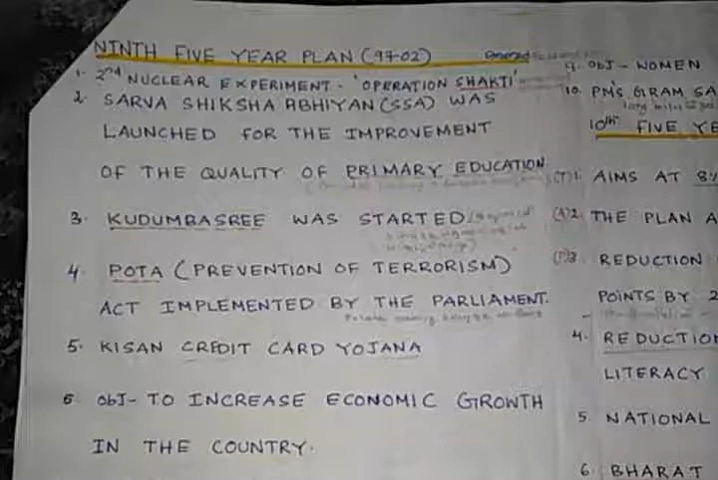 NINTH FIVE YEAR PLAN (97-02)
1. 2nd NUCLEAR EXPERIMENT - 'OPERATION SHAKTI'
2. SARVA SHIKSHA ABHIYAN (SSA) WAS
LAUNCHED FOR THE IMPROVEMENT
OF THE QUALITY OF PRIMARY EDUCATION
3. KUDUMBASREE WAS STARTED
4. POTA (PREVENTION OF TERRORISM)
ACT IMPLEMENTED BY THE PARLIAMENT.
5. KISAN CREDIT CARD YOJANA
6. ObJ- TO INCREASE ECONOMIC GROWTH
IN THE COUNTRY.
9. ObJ- WOMEN
10. PM'S GRAM SA
10th FIVE YE
1. AIMS AT 8%
2. THE PLAN A
3. REDUCTION
POINTS BY 2
4. REDUCTION
LITERACY
5. NATIONAL
6. BHARAT